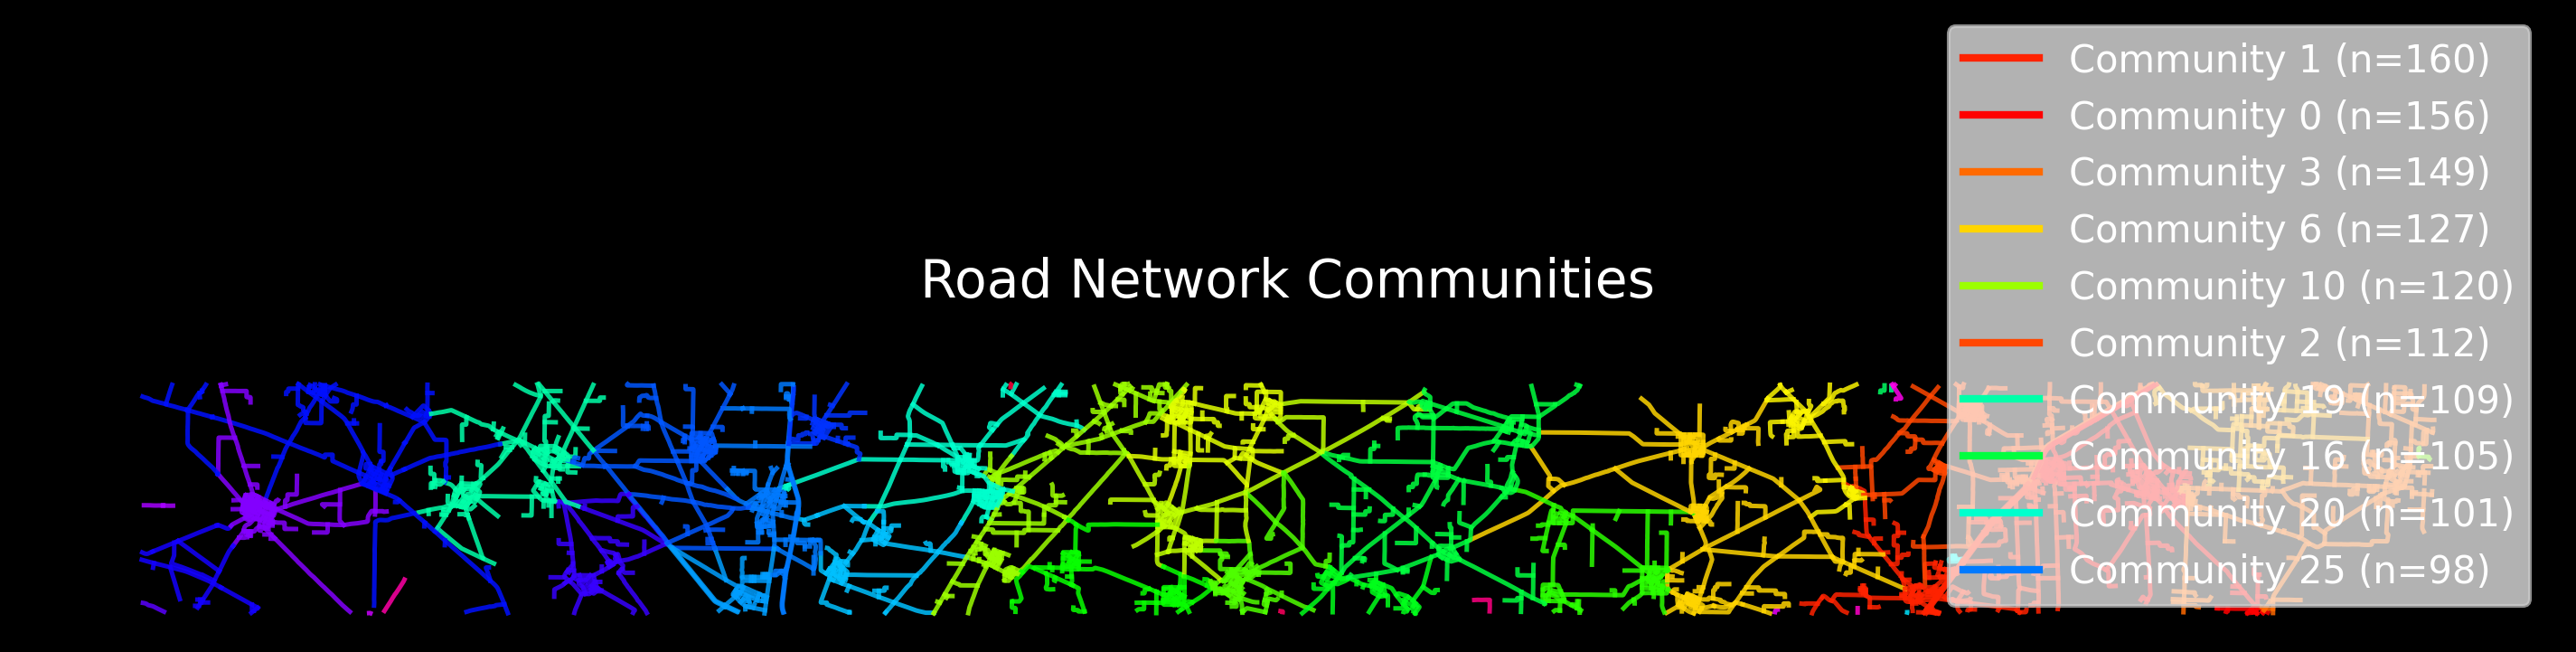 Road Network Communities
Community 1 (n=160)
Community 0 (n=156)
Community 3 (n=149)
Community 6 (n=127)
Community 10 (n=120)
Community 2 (n=112)
Community 19 (n=109)
Community 16 (n=105)
Community 20 (n=101)
Community 25 (n=98)